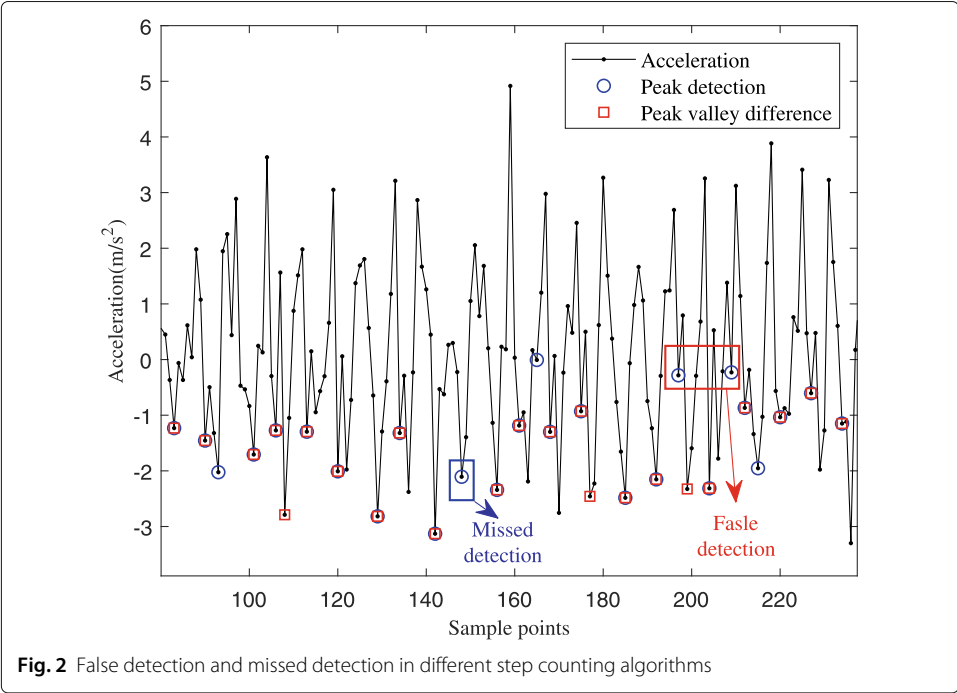 6
5
4
3
2
1
0
-1
-2
-3
Acceleration(m/s²)
Acceleration
Peak detection
Peak valley difference
Missed
detection
Fasle
detection
100 120 140 160 180 200 220
Sample points
Fig. 2 False detection and missed detection in different step counting algorithms